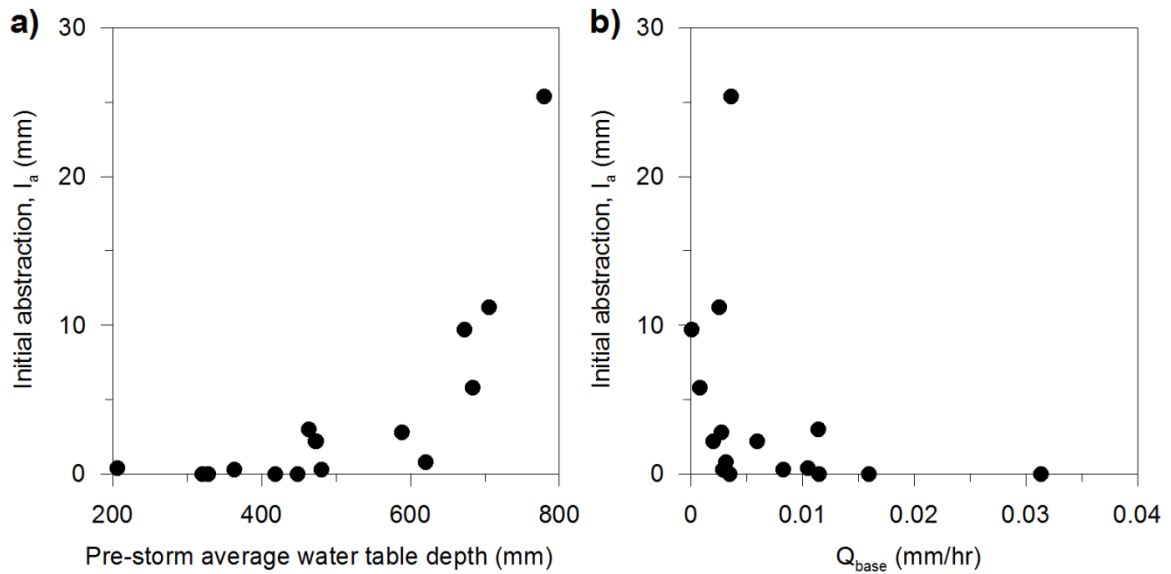 a)
30
20
10
0
Initial abstraction, Iₐ (mm)
200 400 600 800
Pre-storm average water table depth (mm)
b)
30
20
10
0
Initial abstraction, Iₐ (mm)
0 0.01 0.02 0.03 0.04
Q_base (mm/hr)